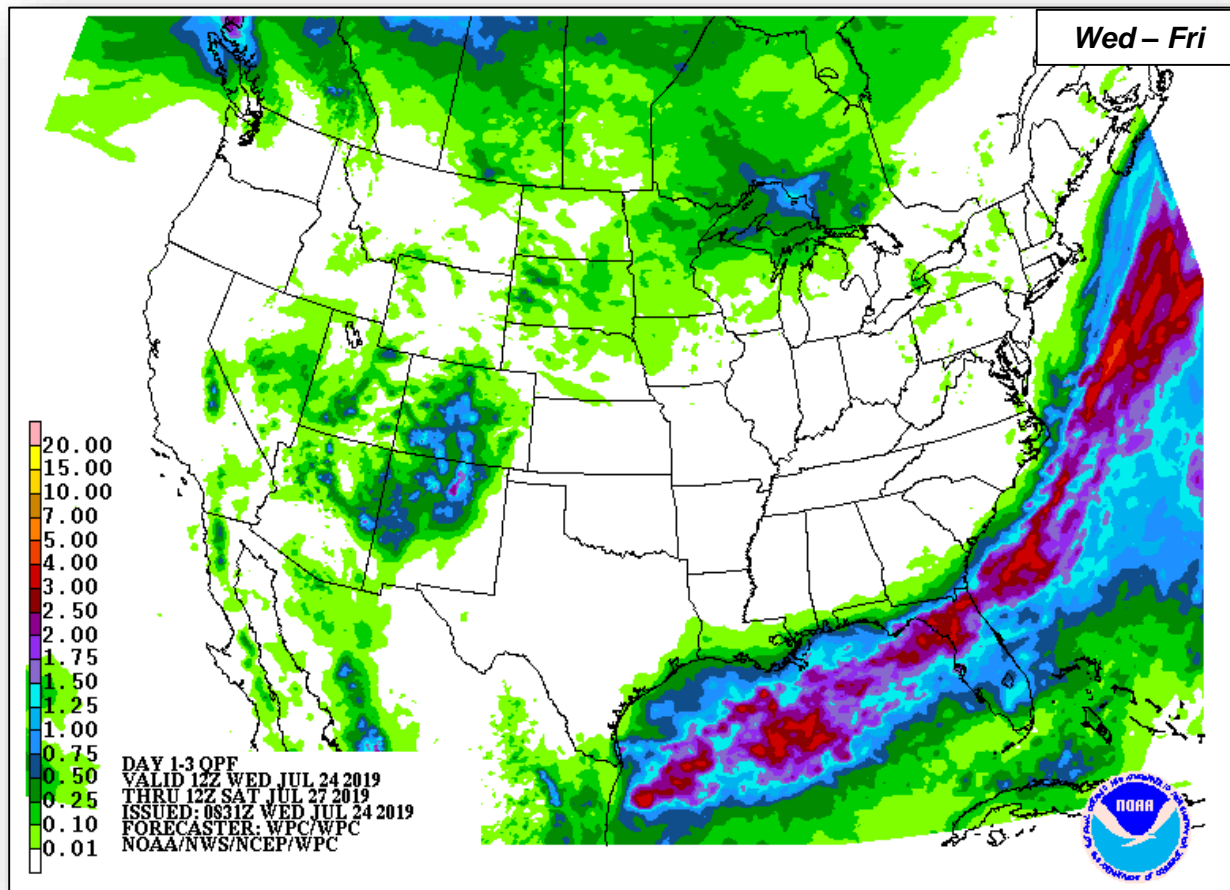 Wed – Fri
20.00
15.00
10.00
7.00
5.00
4.00
3.00
2.50
2.00
1.75
1.50
1.25
1.00
0.75
0.50
0.25
0.10
0.01
DAY 1-3 QPF
VALID 12Z WED JUL 24 2019
THRU 12Z SAT JUL 27 2019
ISSUED: 0831Z WED JUL 24 2019
FORECASTER: WPC/WPC
NOAA/NWS/NCEP/WPC
NOAA